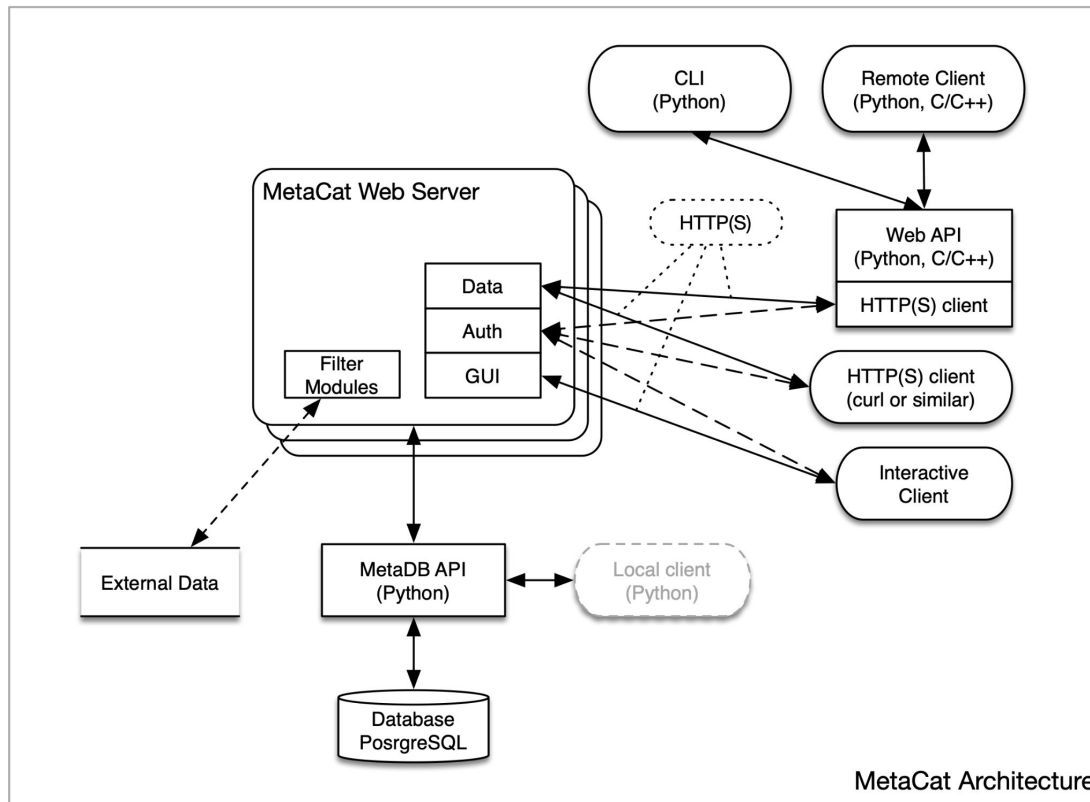 CLI
(Python)
Remote Client
(Python, C/C++)
MetaCat Web Server
HTTP(S)
Web API
(Python, C/C++)
HTTP(S) client
Data
Auth
GUI
Filter
Modules
HTTP(S) client
(curl or similar)
Interactive
Client
External Data
MetaDB API
(Python)
Local client
(Python)
Database
PosrgreSQL
MetaCat Architecture